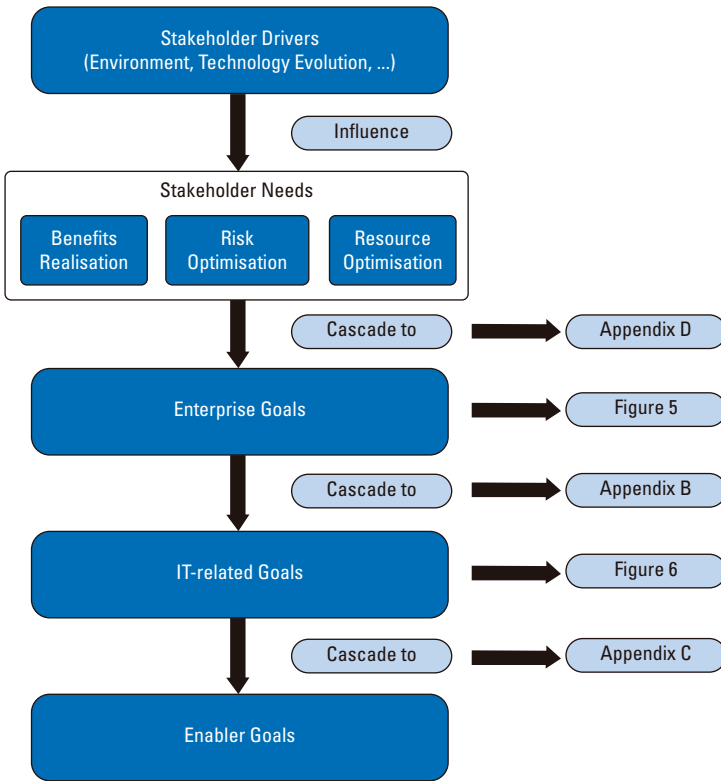 Stakeholder Drivers
(Environment, Technology Evolution, ...)
Influence
Stakeholder Needs
Benefits
Realisation
Risk
Optimisation
Resource
Optimisation
Cascade to
Appendix D
Enterprise Goals
Figure 5
Cascade to
Appendix B
IT-related Goals
Figure 6
Cascade to
Appendix C
Enabler Goals